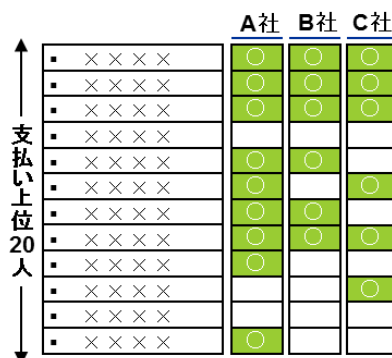 A社 B社 C社
支払い上位20人
▪ ×××× ○ ○ ○
▪ ×××× ○ ○ ○
▪ ×××× ○ ○ ○
▪ ××××
▪ ×××× ○ ○
▪ ×××× ○ ○
▪ ×××× ○ ○
▪ ×××× ○ ○ ○
▪ ×××× ○
▪ ×××× ○
▪ ××××
▪ ×××× ○